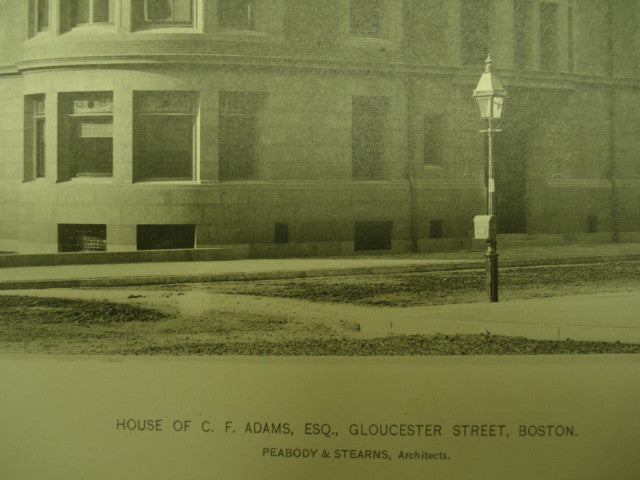 HOUSE OF C. F. ADAMS, ESQ., GLOUCESTER STREET, BOSTON.
PEABODY & STEARNS, Architects.